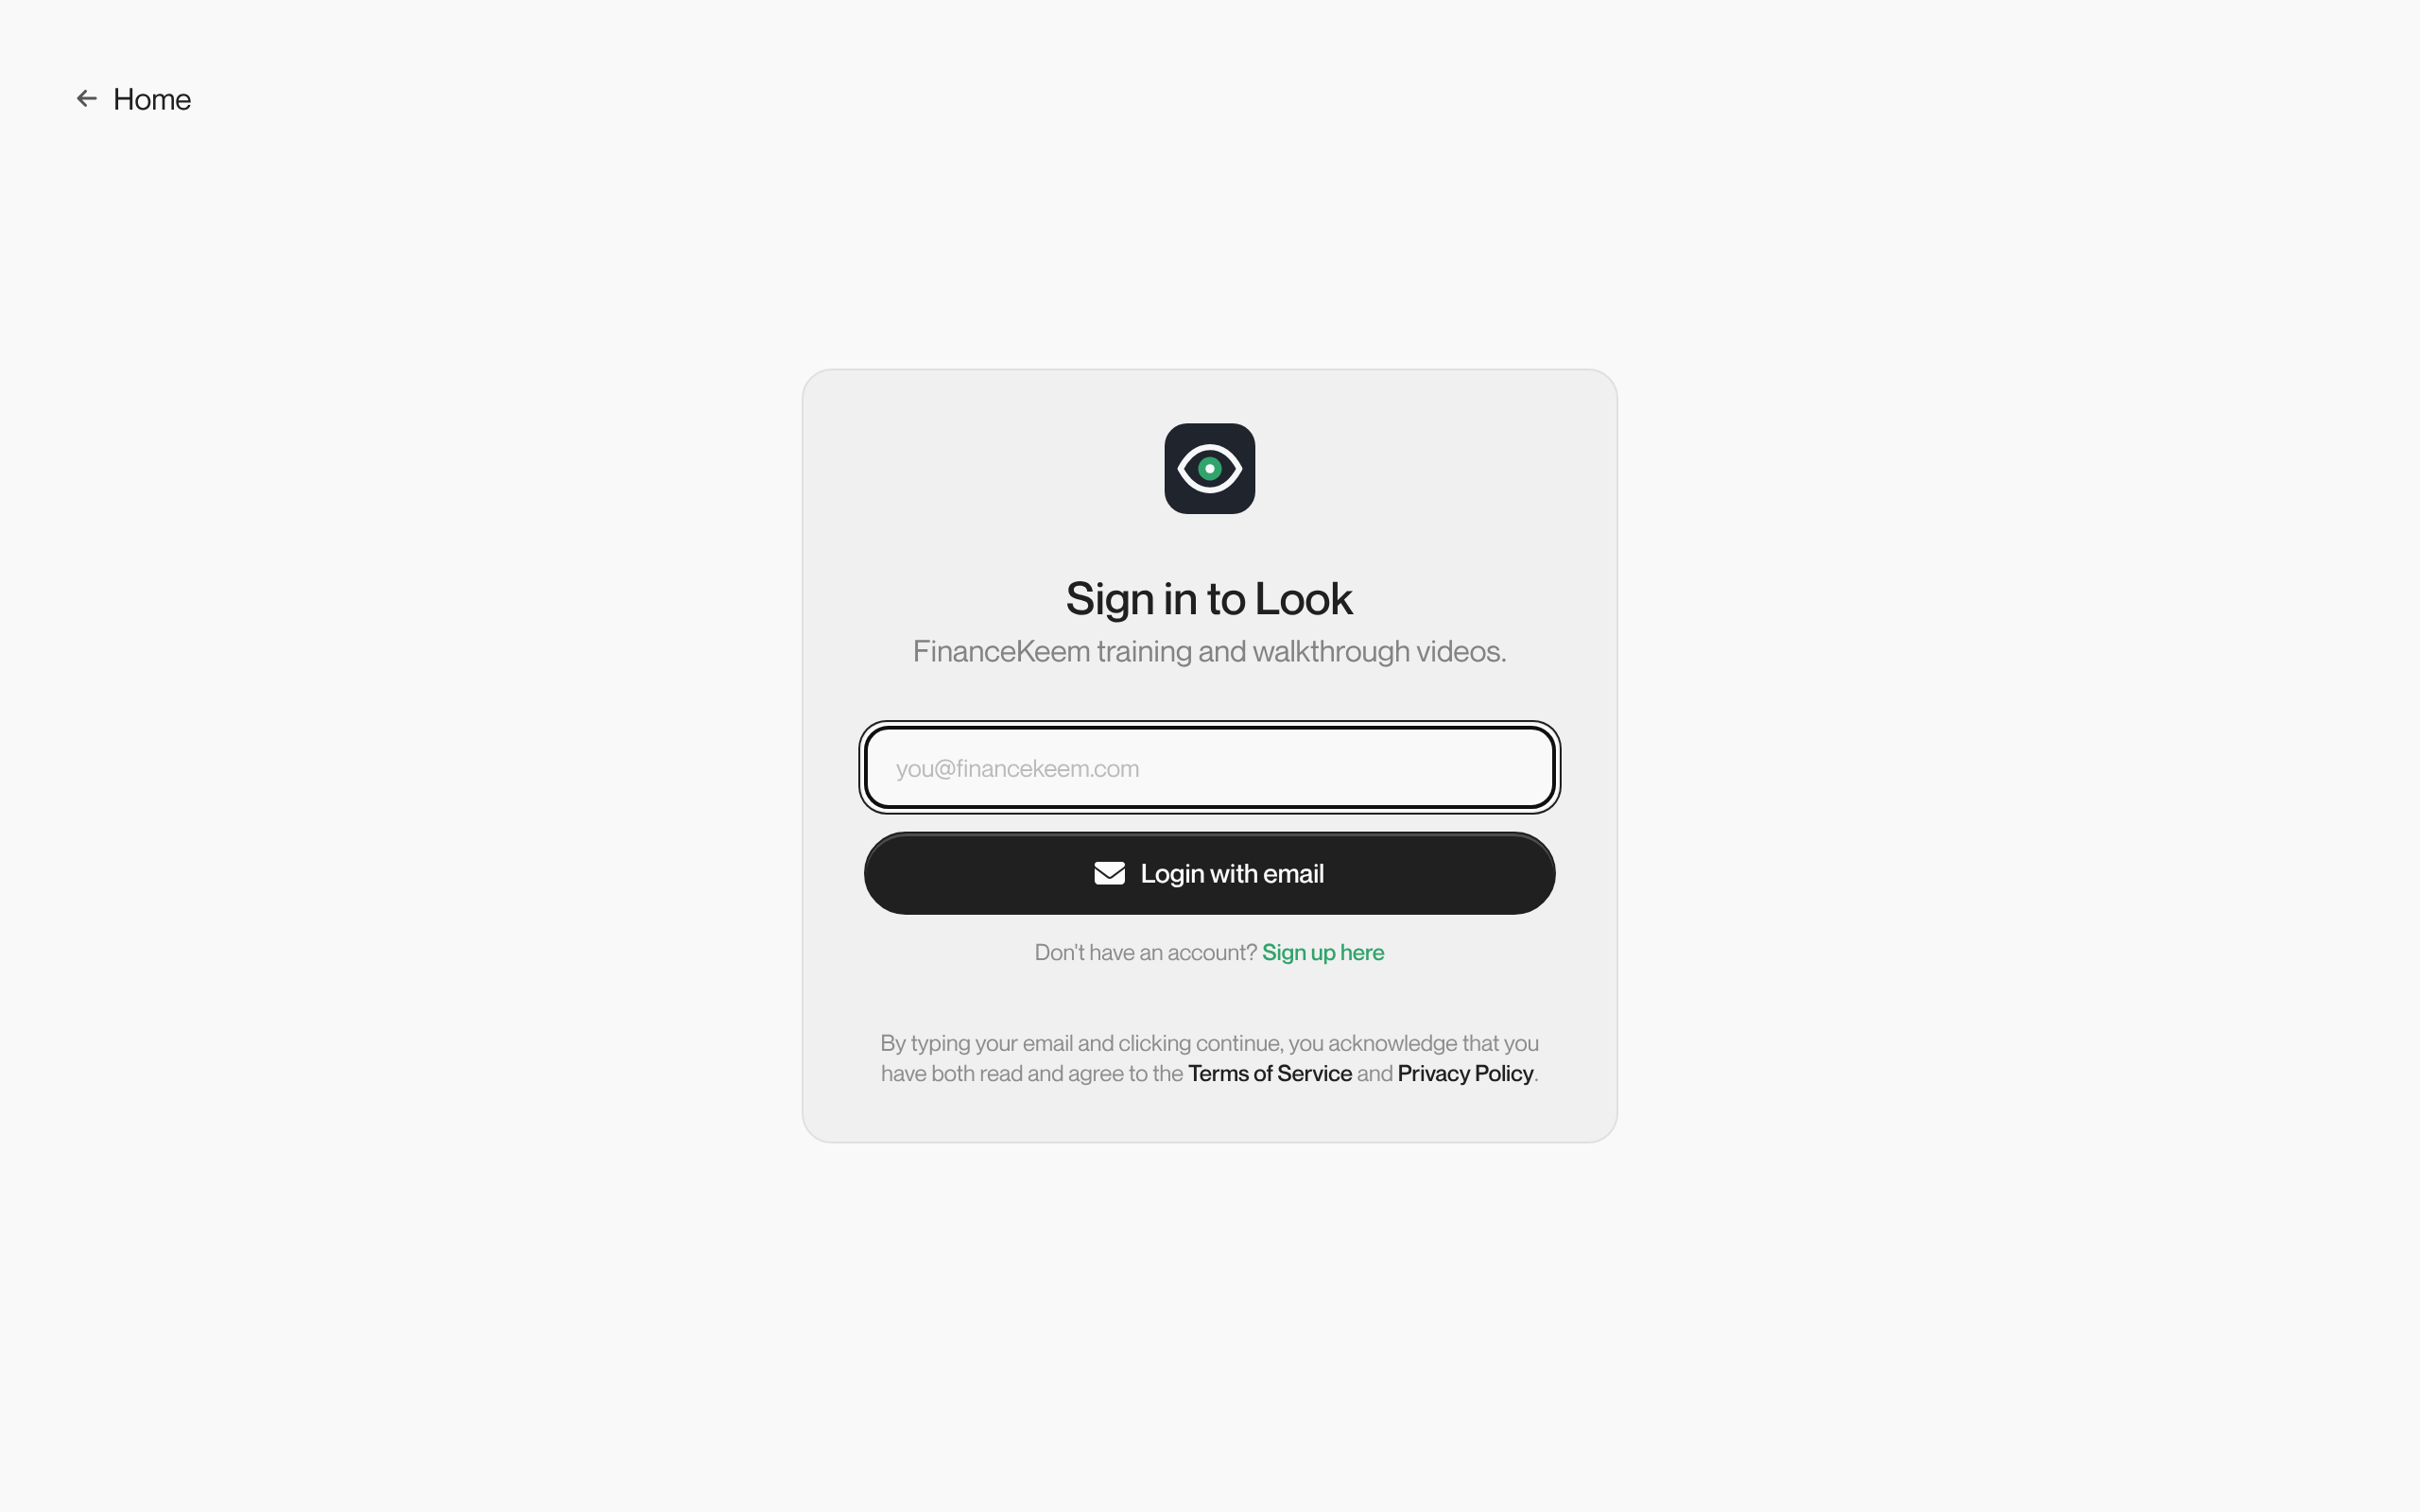 Home
Sign in to Look
FinanceKeem training and walkthrough videos.
you@financekeem.com
Login with email
Don't have an account? Sign up here
By typing your email and clicking continue, you acknowledge that you
have both read and agree to the Terms of Service and Privacy Policy.